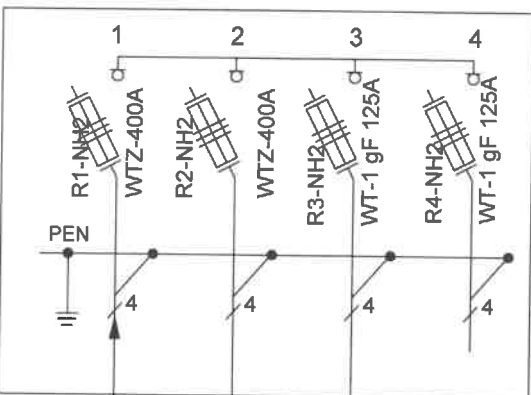 1
2
3
4
R1-NH2
WTZ-400A
R2-NH2
WTZ-400A
R3-NH2
WT-1 gF 125A
R4-NH2
WT-1 gF 125A
PEN
4
4
4
4